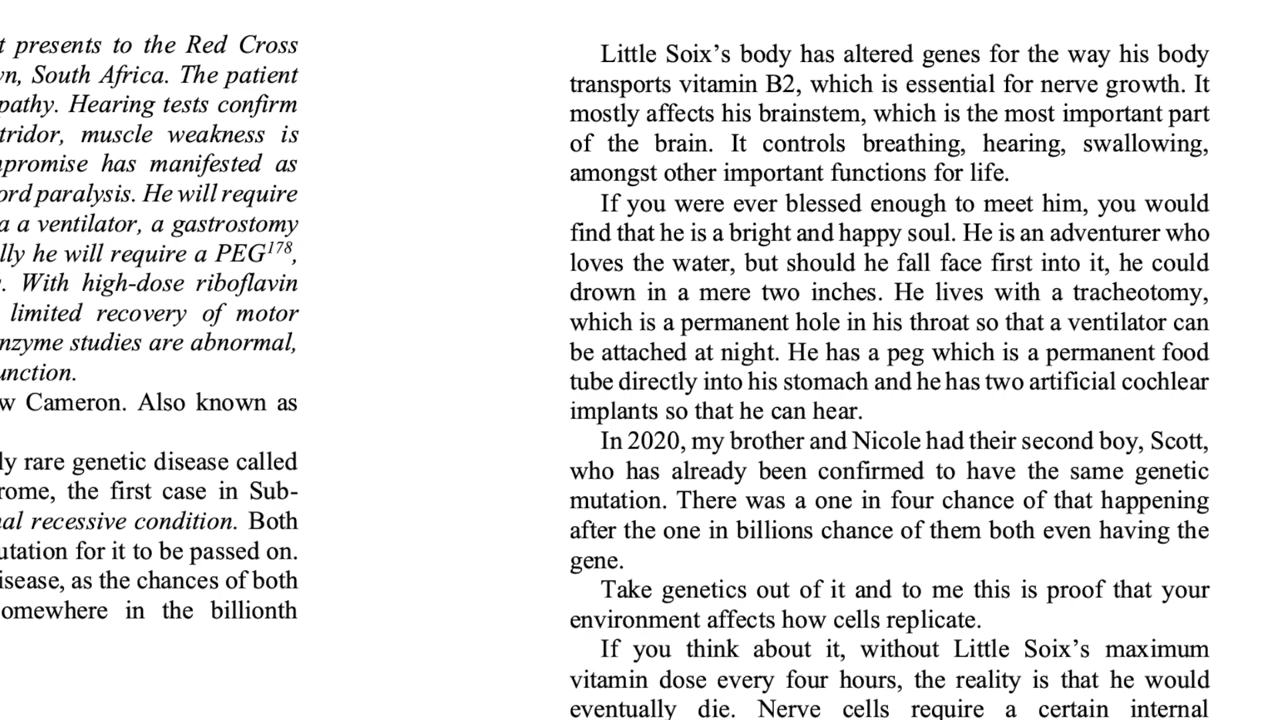 t presents to the Red Cross
wn, South Africa. The patient
pathy. Hearing tests confirm
tridor, muscle weakness is
mpromise has manifested as
ord paralysis. He will require
a a ventilator, a gastrostomy
lly he will require a PEG178,
. With high-dose riboflavin
limited recovery of motor
nzyme studies are abnormal,
unction.
w Cameron. Also known as
ly rare genetic disease called
rome, the first case in Sub-
nal recessive condition. Both
utation for it to be passed on.
isease, as the chances of both
omewhere in the billionth
Little Soix’s body has altered genes for the way his body
transports vitamin B2, which is essential for nerve growth. It
mostly affects his brainstem, which is the most important part
of the brain. It controls breathing, hearing, swallowing,
amongst other important functions for life.
If you were ever blessed enough to meet him, you would
find that he is a bright and happy soul. He is an adventurer who
loves the water, but should he fall face first into it, he could
drown in a mere two inches. He lives with a tracheotomy,
which is a permanent hole in his throat so that a ventilator can
be attached at night. He has a peg which is a permanent food
tube directly into his stomach and he has two artificial cochlear
implants so that he can hear.
In 2020, my brother and Nicole had their second boy, Scott,
who has already been confirmed to have the same genetic
mutation. There was a one in four chance of that happening
after the one in billions chance of them both even having the
gene.
Take genetics out of it and to me this is proof that your
environment affects how cells replicate.
If you think about it, without Little Soix’s maximum
vitamin dose every four hours, the reality is that he would
eventually die. Nerve cells require a certain internal